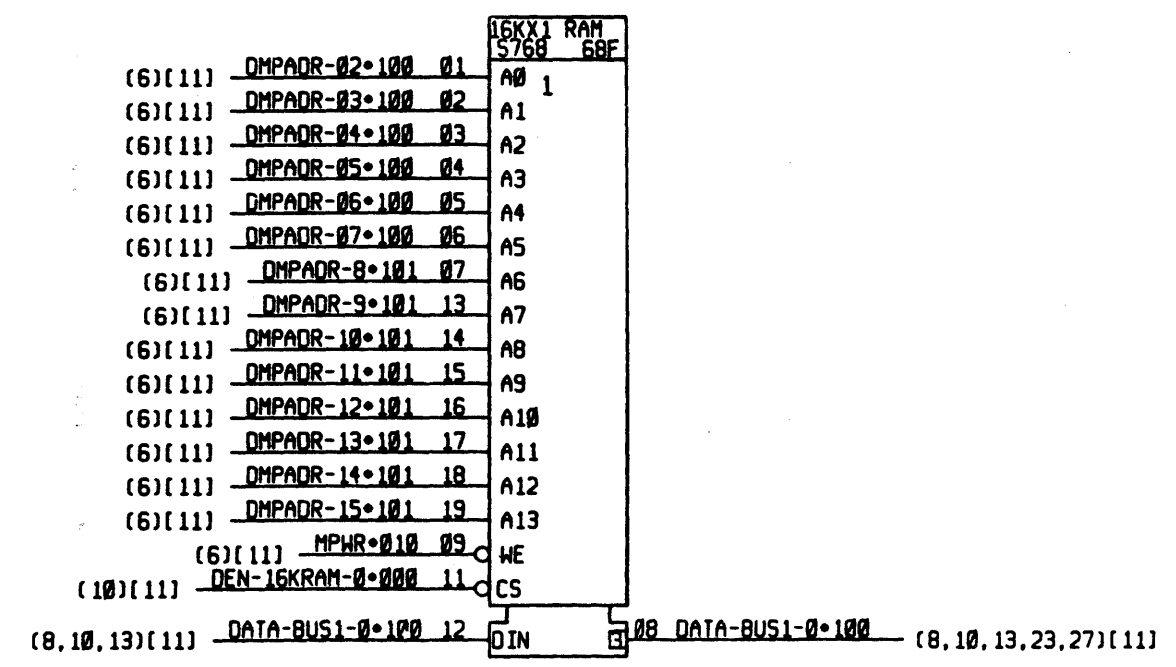 16KX1 RAM
S768 68F
1
(6)[11] DMPADR-02•100 01 A0
(6)[11] DMPADR-03•100 02 A1
(6)[11] DMPADR-04•100 03 A2
(6)[11] DMPADR-05•100 04 A3
(6)[11] DMPADR-06•100 05 A4
(6)[11] DMPADR-07•100 06 A5
(6)[11] DMPADR-8•101 07 A6
(6)[11] DMPADR-9•101 13 A7
(6)[11] DMPADR-10•101 14 A8
(6)[11] DMPADR-11•101 15 A9
(6)[11] DMPADR-12•101 16 A10
(6)[11] DMPADR-13•101 17 A11
(6)[11] DMPADR-14•101 18 A12
(6)[11] DMPADR-15•101 19 A13
(6)[11] MPWR•010 09 WE
(10)[11] DEN-16KRAM-0•000 11 CS
(8,10,13)[11] DATA-BUS1-0•100 12 DIN 3 08 DATA-BUS1-0•100 (8,10,13,23,27)[11]